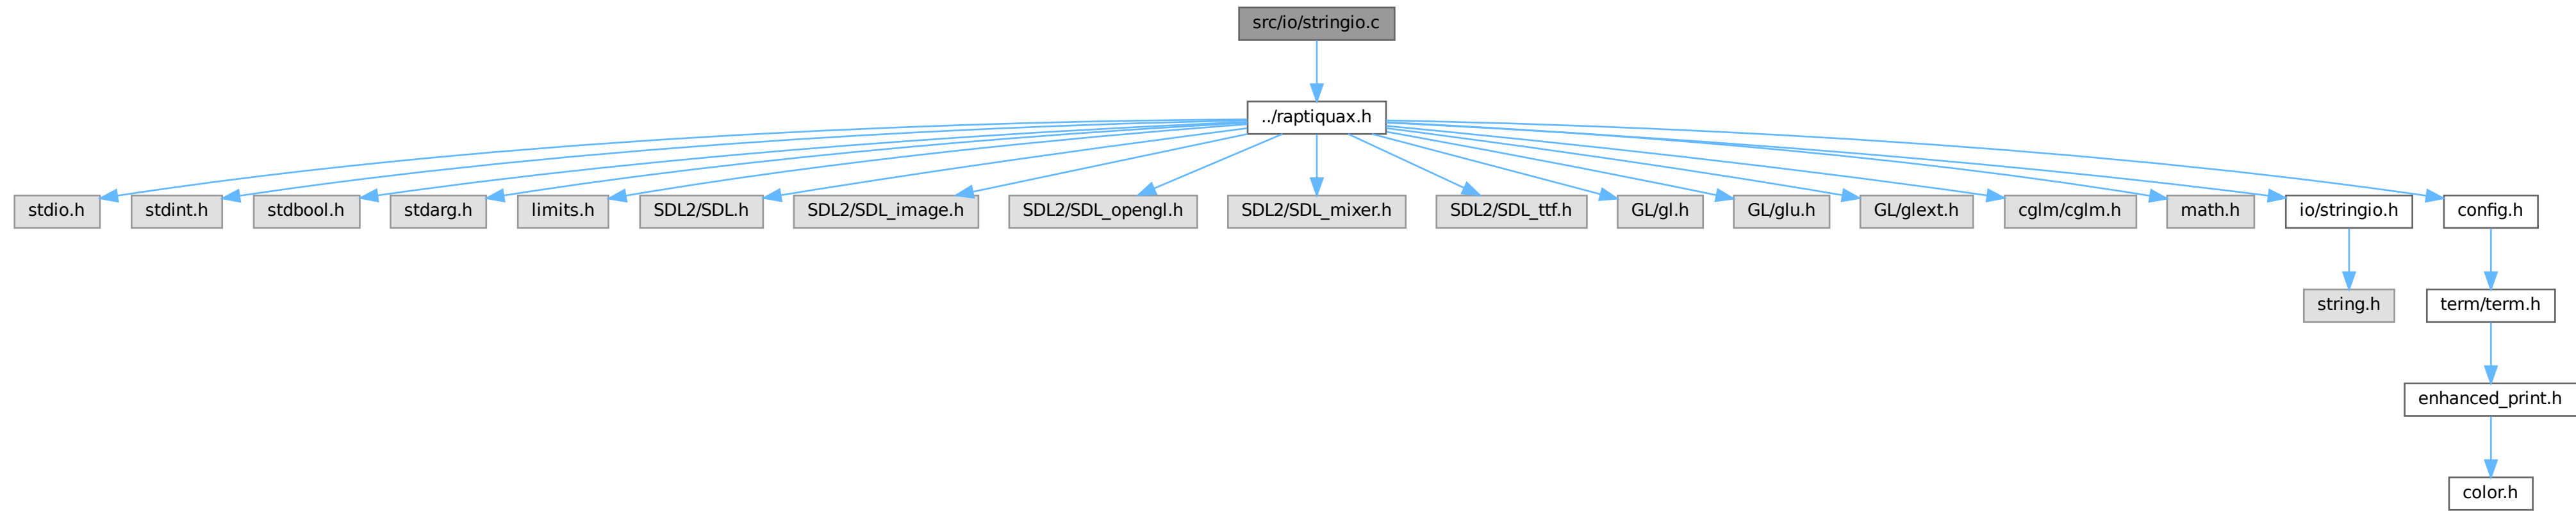 src/io/stringio.c
../raptiquax.h
stdio.h
stdint.h
stdbool.h
stdarg.h
limits.h
SDL2/SDL.h
SDL2/SDL_image.h
SDL2/SDL_opengl.h
SDL2/SDL_mixer.h
SDL2/SDL_ttf.h
GL/gl.h
GL/glu.h
GL/glext.h
cglm/cglm.h
math.h
io/stringio.h
config.h
string.h
term/term.h
enhanced_print.h
color.h